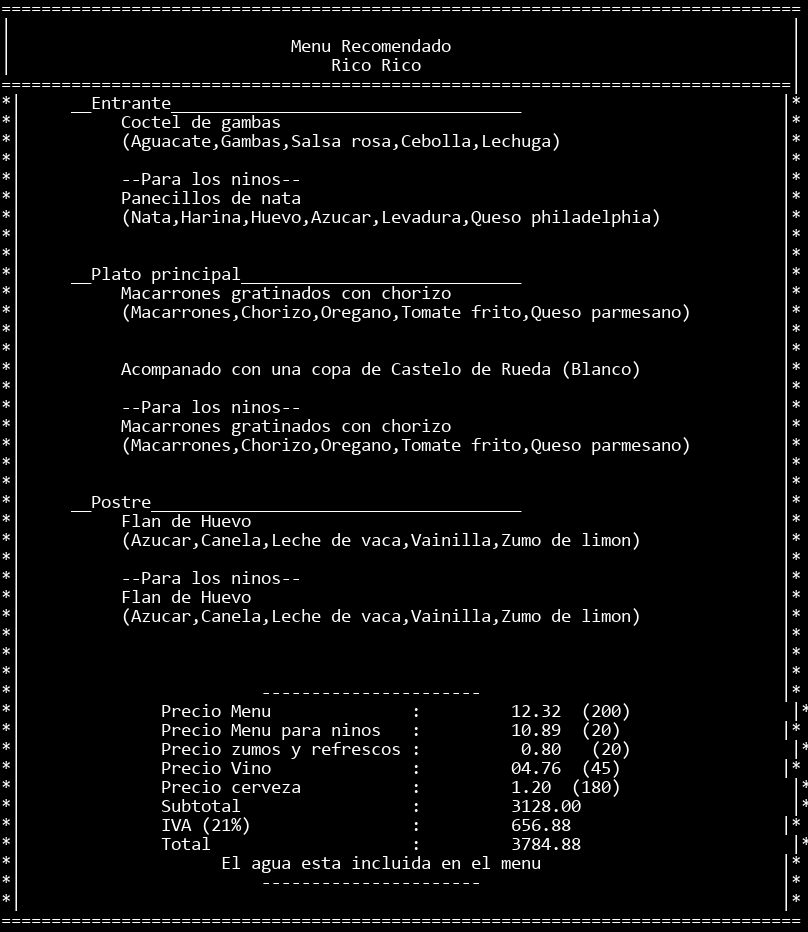 Menu Recomendado
Rico Rico
__Entrante___________________________________
Coctel de gambas
(Aguacate,Gambas,Salsa rosa,Cebolla,Lechuga)
--Para los ninos--
Panecillos de nata
(Nata,Harina,Huevo,Azucar,Levadura,Queso philadelphia)
__Plato principal____________________________
Macarrones gratinados con chorizo
(Macarrones,Chorizo,Oregano,Tomate frito,Queso parmesano)
Acompanado con una copa de Castelo de Rueda (Blanco)
--Para los ninos--
Macarrones gratinados con chorizo
(Macarrones,Chorizo,Oregano,Tomate frito,Queso parmesano)
__Postre_____________________________________
Flan de Huevo
(Azucar,Canela,Leche de vaca,Vainilla,Zumo de limon)
--Para los ninos--
Flan de Huevo
(Azucar,Canela,Leche de vaca,Vainilla,Zumo de limon)
----------------------
Precio Menu : 12.32 (200)
Precio Menu para ninos : 10.89 (20)
Precio zumos y refrescos : 0.80 (20)
Precio Vino : 04.76 (45)
Precio cerveza : 1.20 (180)
Subtotal : 3128.00
IVA (21%) : 656.88
Total : 3784.88
El agua esta incluida en el menu
----------------------